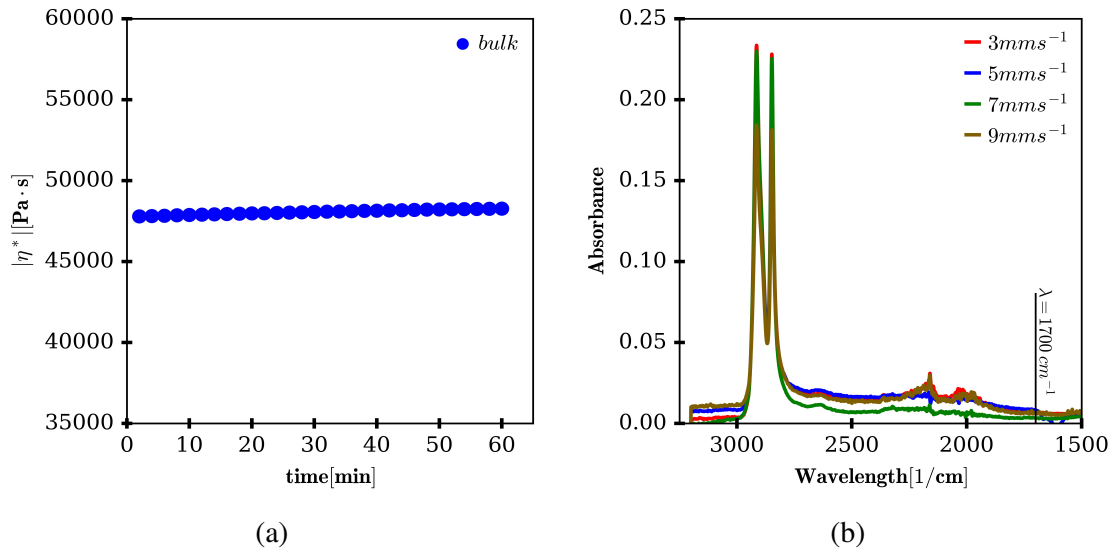 60000
55000
50000
45000
40000
35000
|η*|[Pa · s]
bulk
0 10 20 30 40 50 60
time[min]
(a)
0.25
0.20
0.15
0.10
0.05
0.00
Absorbance
3mms⁻¹
5mms⁻¹
7mms⁻¹
9mms⁻¹
λ = 1700 cm⁻¹
3000 2500 2000 1500
Wavelength[1/cm]
(b)